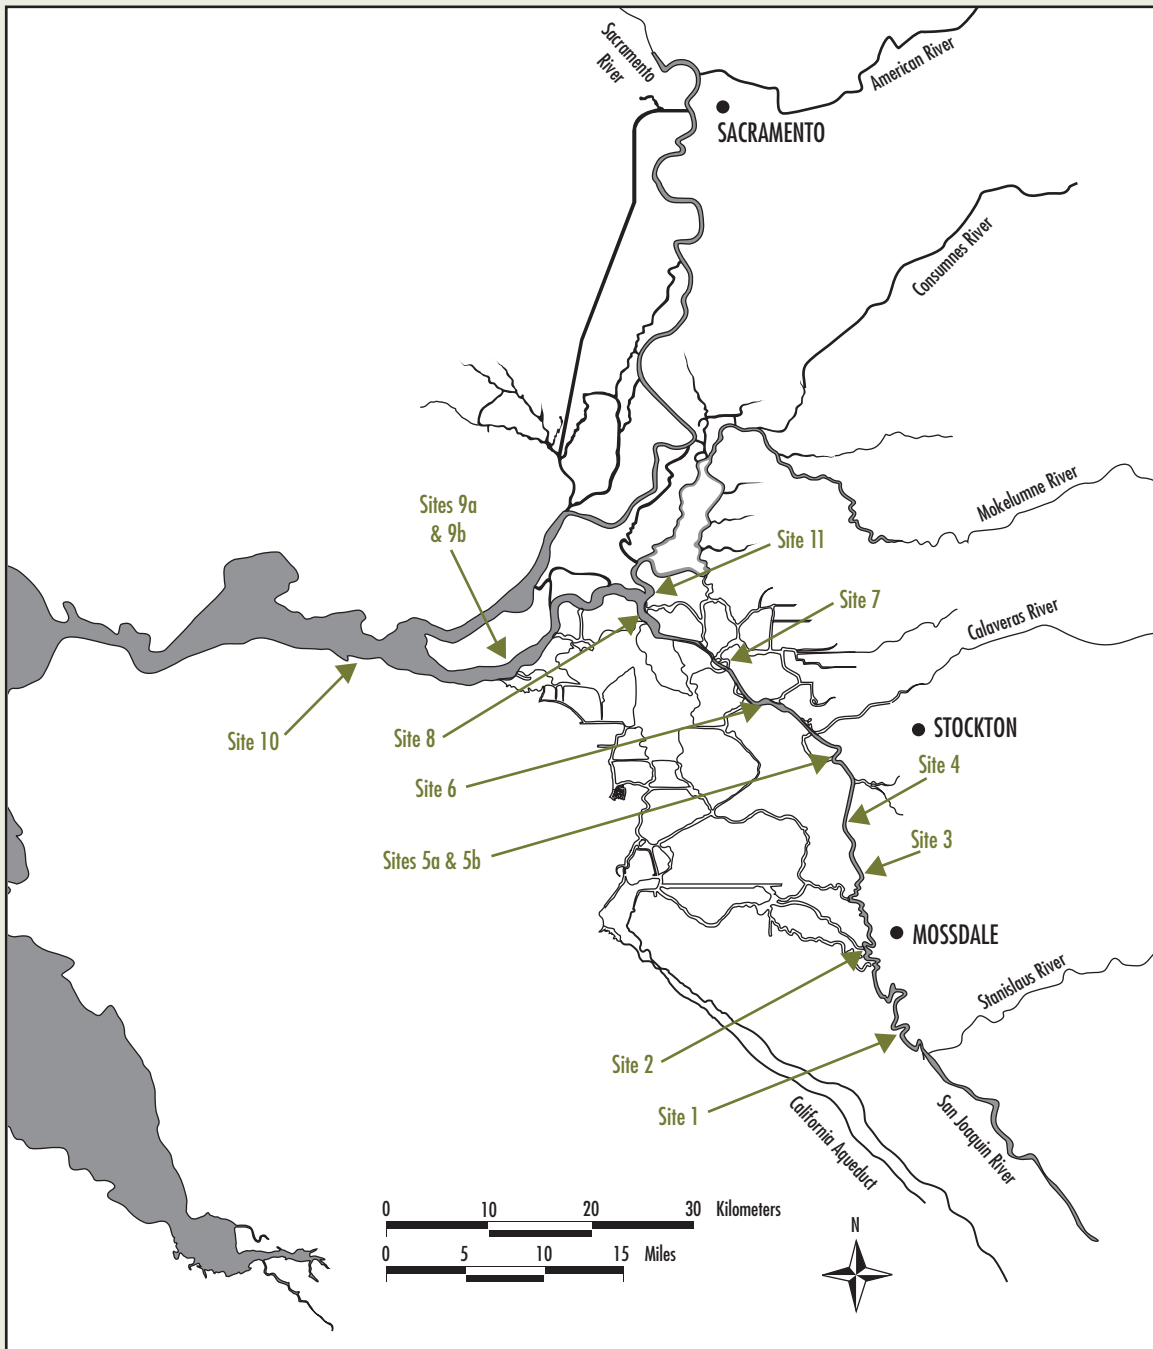 Sacramento
River
American River
SACRAMENTO
Consumnes River
Mokelumne River
Sites 9a
& 9b
Site 11
Site 7
Calaveras River
Site 10
Site 8
STOCKTON
Site 6
Site 4
Site 3
Sites 5a & 5b
MOSSDALE
Stanislaus River
Site 2
Site 1
California Aqueduct
San Joaquin River
0 10 20 30 Kilometers
0 5 10 15 Miles
N